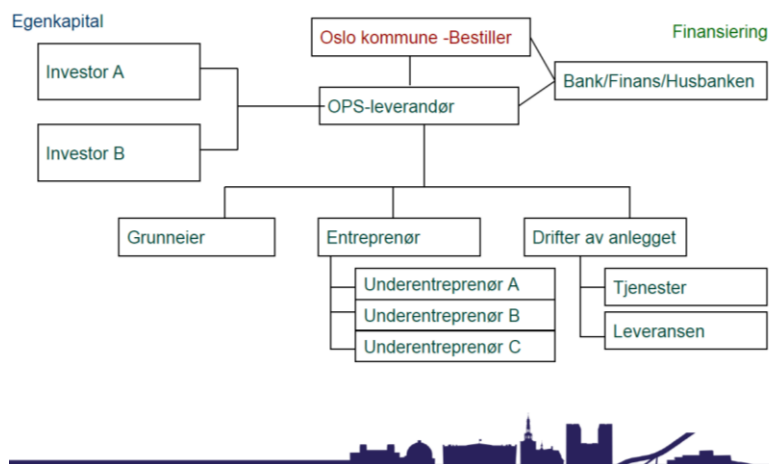 Egenkapital
Oslo kommune -Bestiller
Finansiering
Investor A
Bank/Finans/Husbanken
OPS-leverandør
Investor B
Grunneier
Entreprenør
Drifter av anlegget
Underentreprenør A
Tjenester
Underentreprenør B
Leveransen
Underentreprenør C